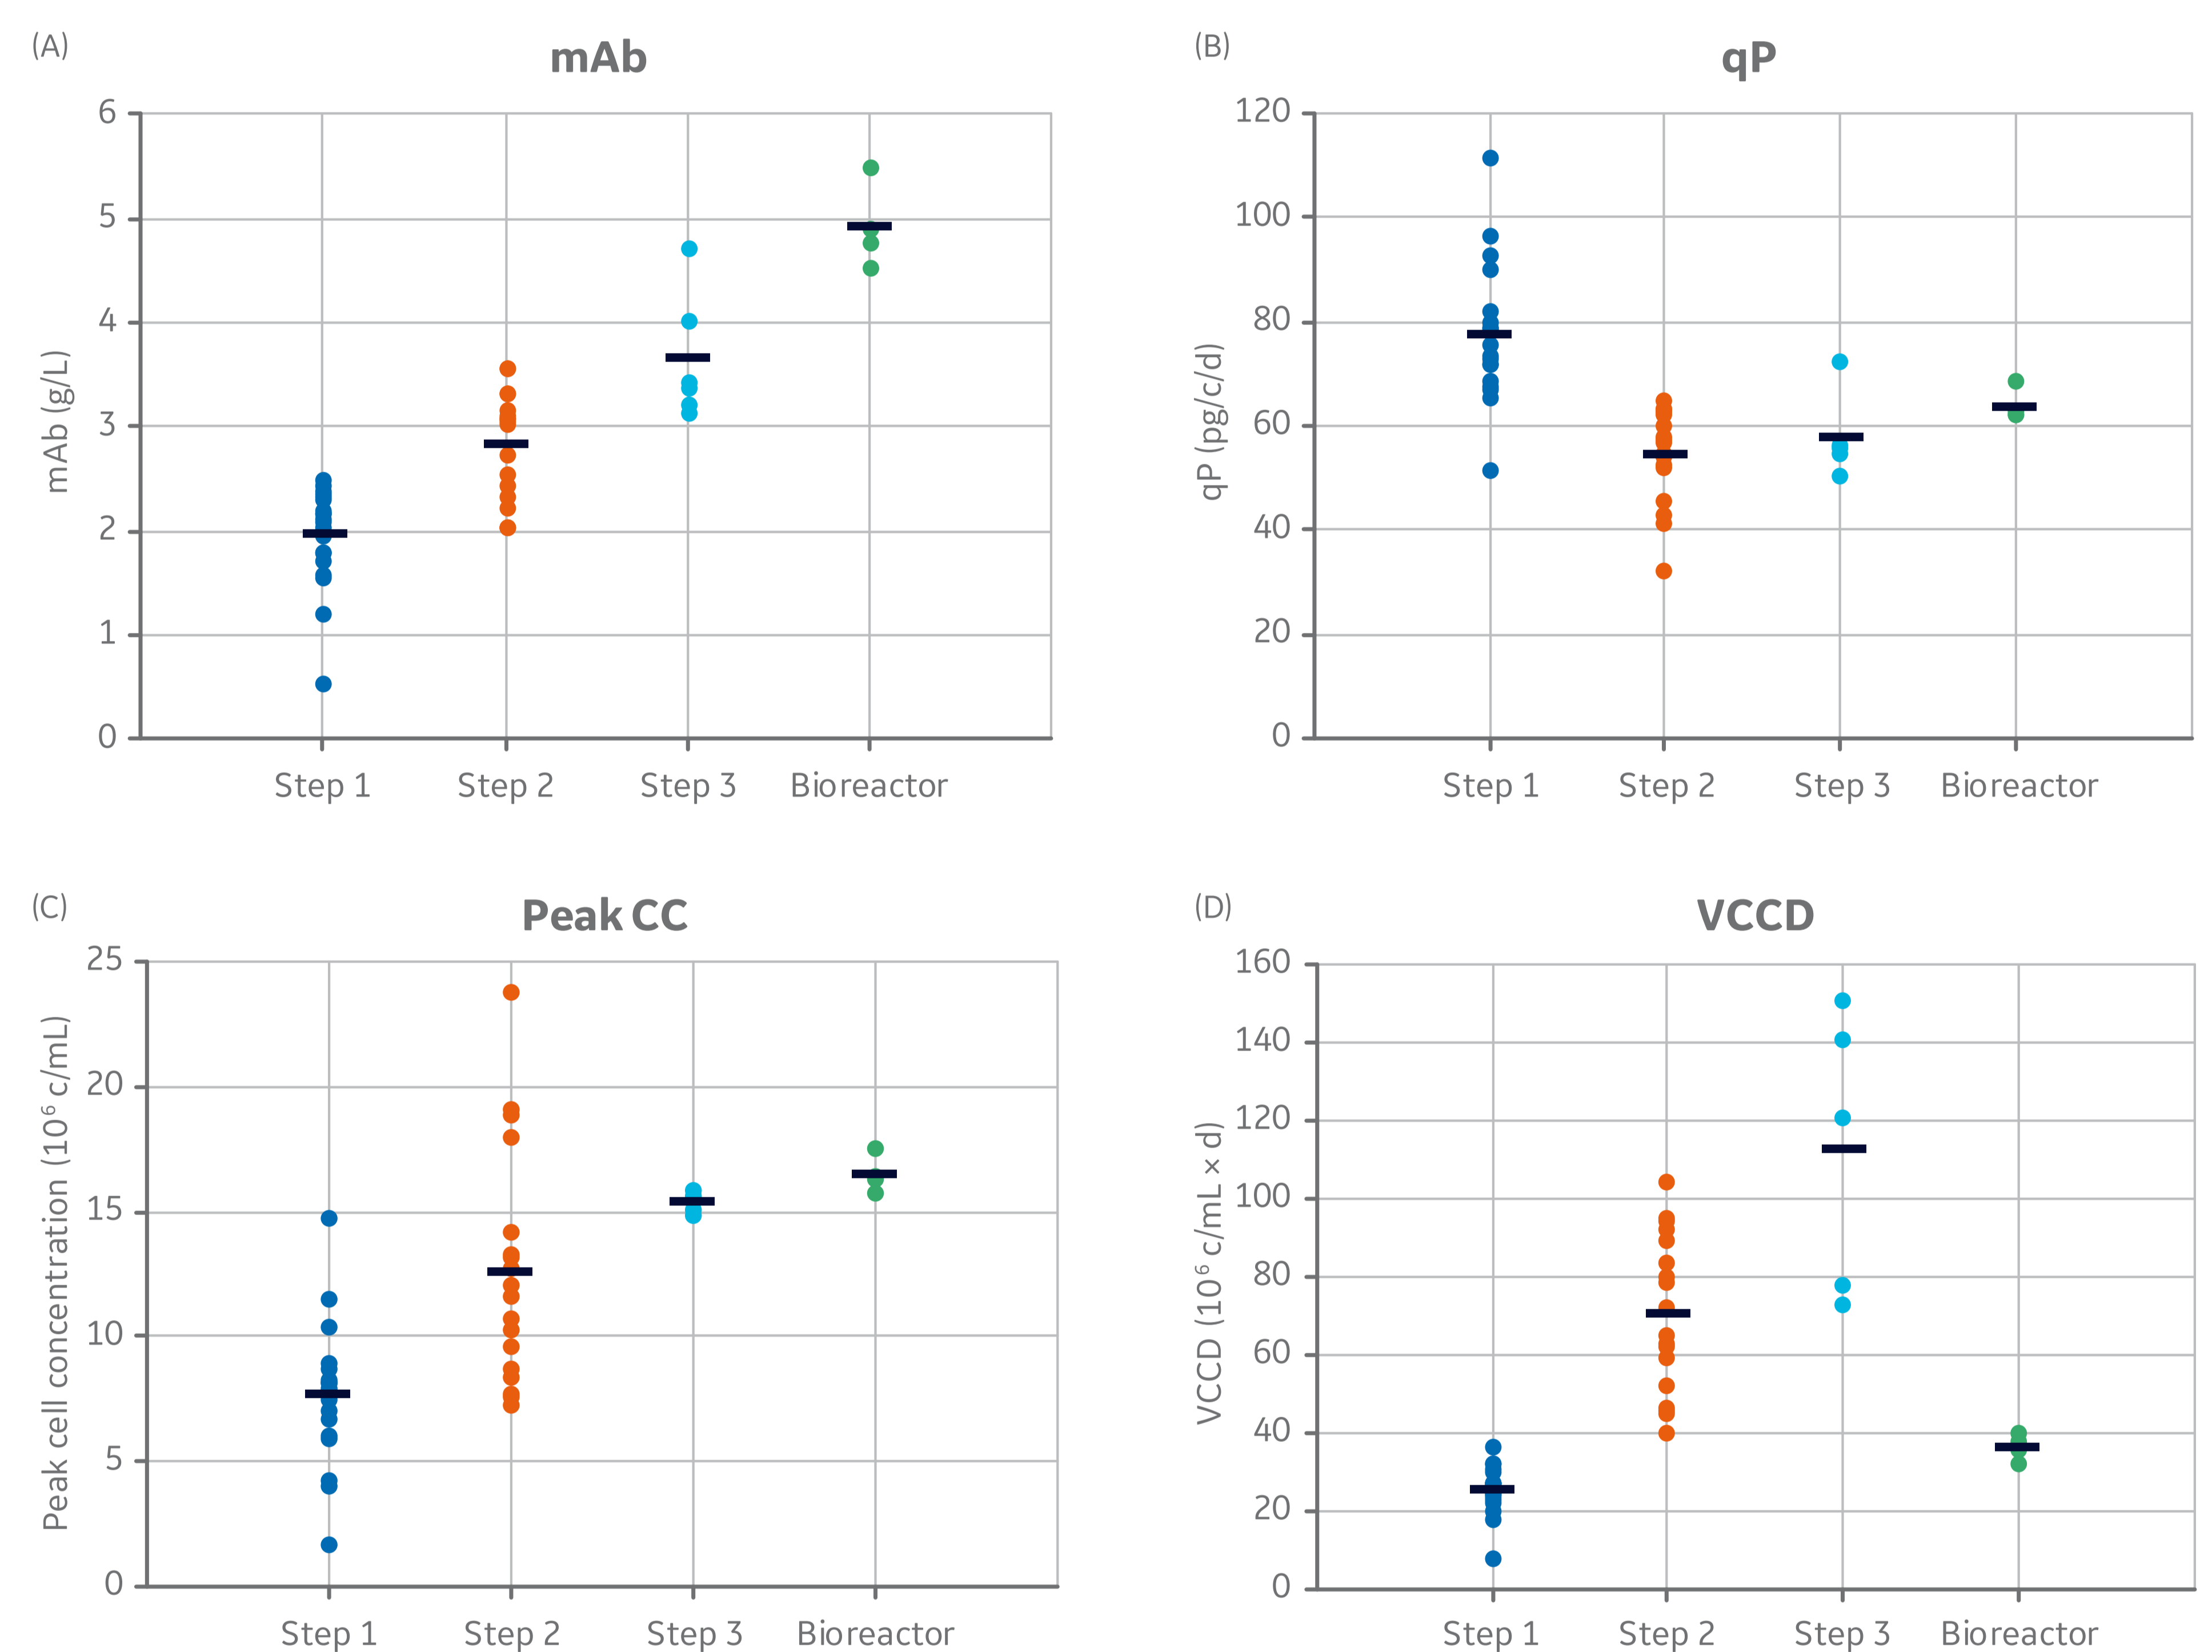 (A)
mAb
mAb (g/L)
6
5
4
3
2
1
0
Step 1 Step 2 Step 3 Bioreactor
(B)
qP
qP (pg/c/d)
120
100
80
60
40
20
0
Step 1 Step 2 Step 3 Bioreactor
(C)
Peak CC
Peak cell concentration (10⁶ c/mL)
25
20
15
10
5
0
Step 1 Step 2 Step 3 Bioreactor
(D)
VCCD
VCCD (10⁶ c/mL × d)
160
140
120
100
80
60
40
20
0
Step 1 Step 2 Step 3 Bioreactor